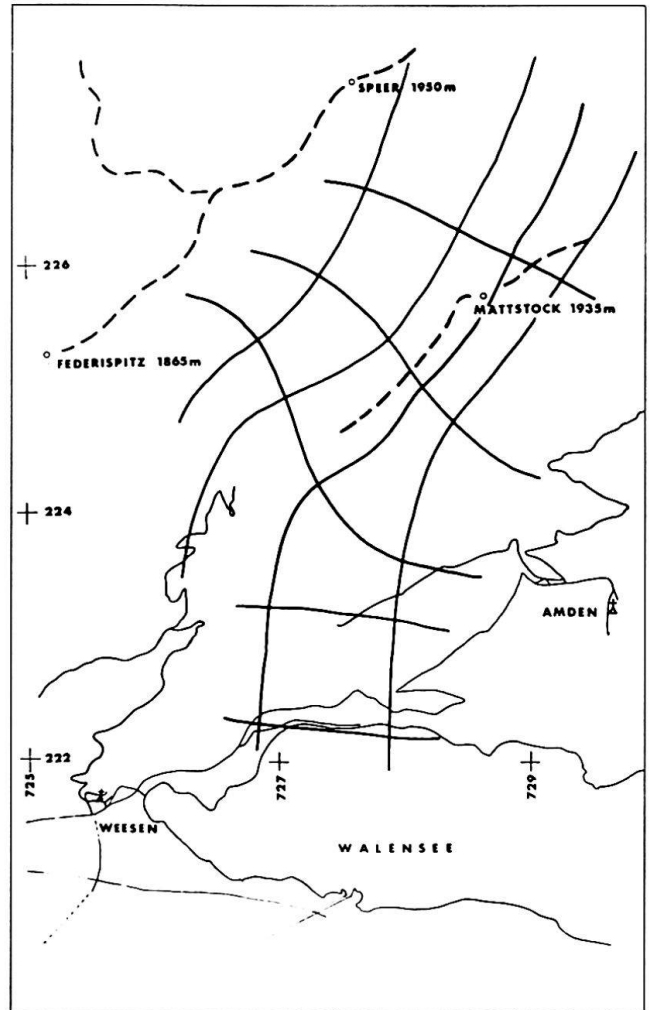 SPEER 1950m
226
MATTSTOCK 1935m
FEDERISPITZ 1865m
224
AMDEN
222
725
727
729
WEESEN
WALENSEE